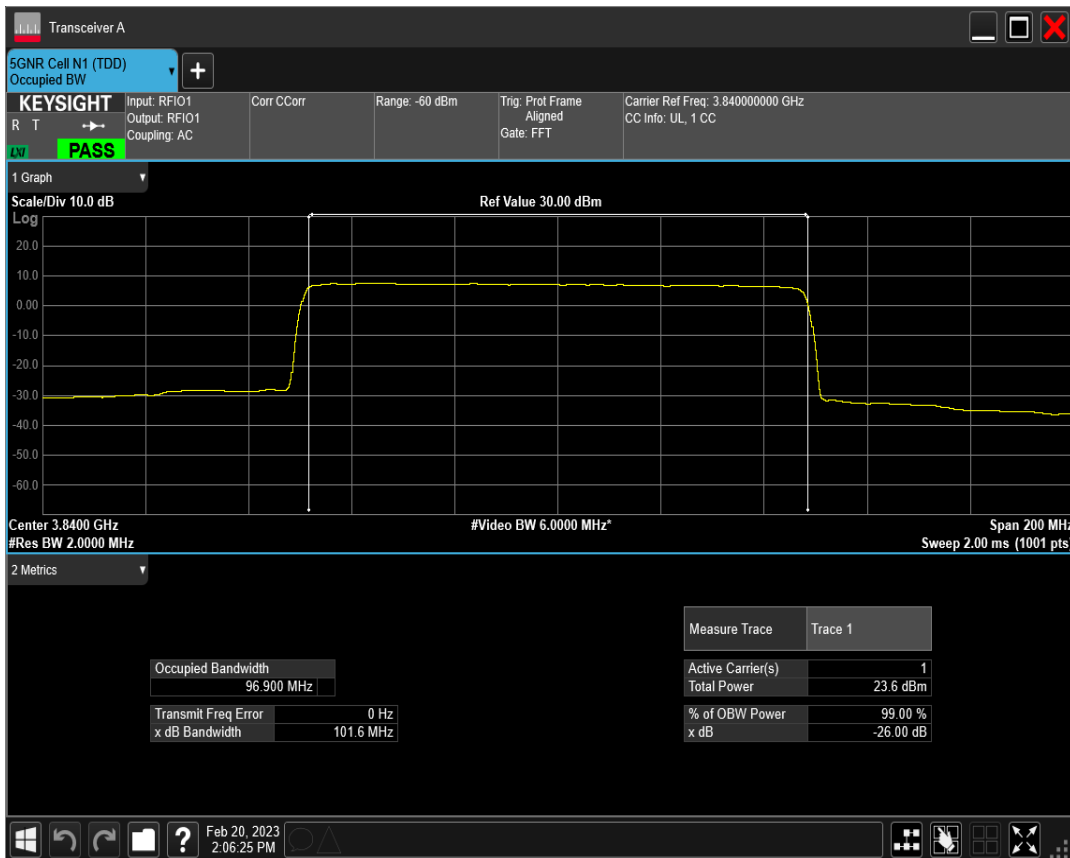 Transceiver A
5GNR Cell N1 (TDD)
Occupied BW
+
KEYSIGHT
R T
LXI
PASS
Input: RFIO1
Output: RFIO1
Coupling: AC
Corr CCorr
Range: -60 dBm
Trig: Prot Frame
Aligned
Gate: FFT
Carrier Ref Freq: 3.840000000 GHz
CC Info: UL, 1 CC
1 Graph
Scale/Div 10.0 dB
Ref Value 30.00 dBm
Log
20.0
10.0
0.00
-10.0
-20.0
-30.0
-40.0
-50.0
-60.0
Center 3.8400 GHz
#Video BW 6.0000 MHz*
Span 200 MHz
#Res BW 2.0000 MHz
Sweep 2.00 ms (1001 pts)
2 Metrics
Measure Trace Trace 1
Occupied Bandwidth
96.900 MHz
Active Carrier(s) 1
Total Power 23.6 dBm
Transmit Freq Error 0 Hz
x dB Bandwidth 101.6 MHz
% of OBW Power 99.00 %
x dB -26.00 dB
?
Feb 20, 2023
2:06:25 PM